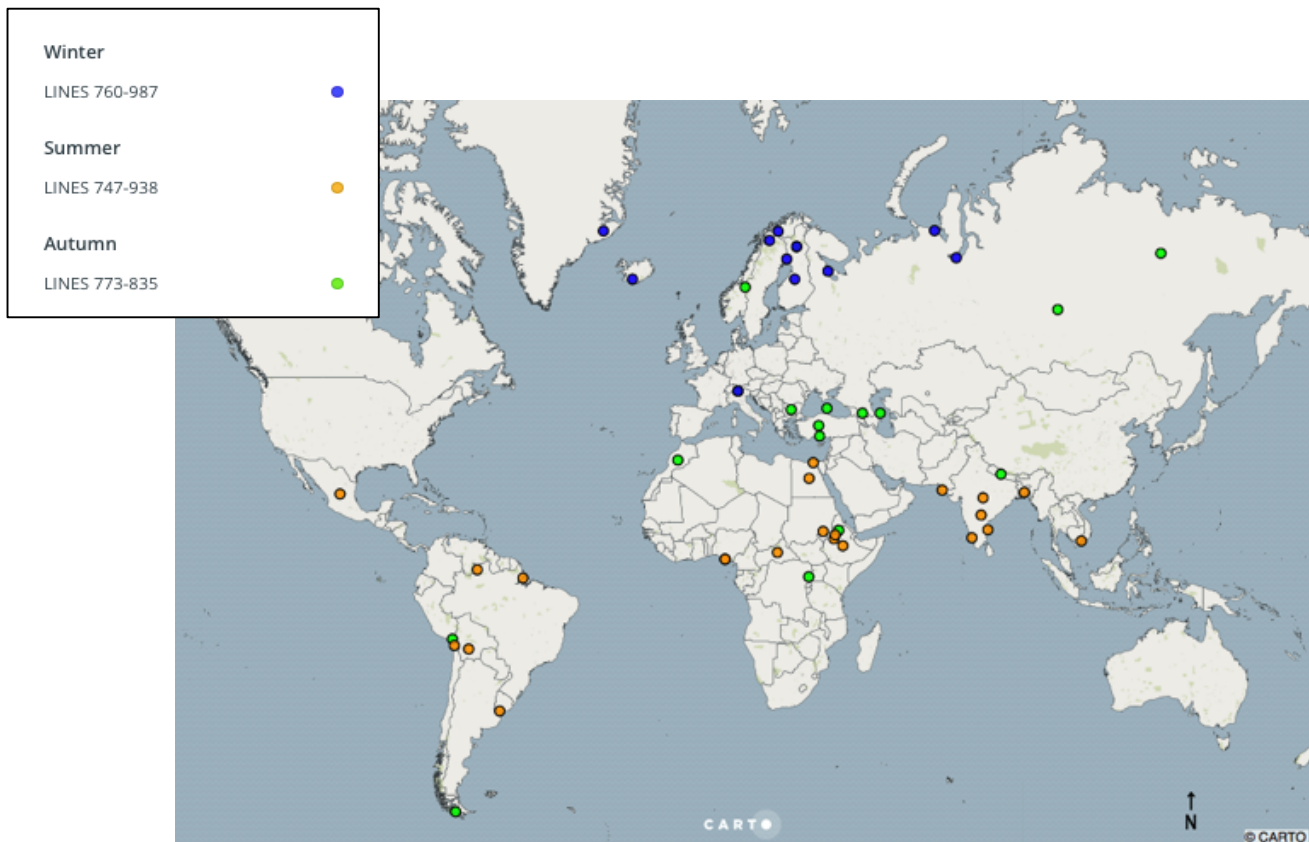 Winter
LINES 760-987
Summer
LINES 747-938
Autumn
LINES 773-835
CARTO
N
© CARTO